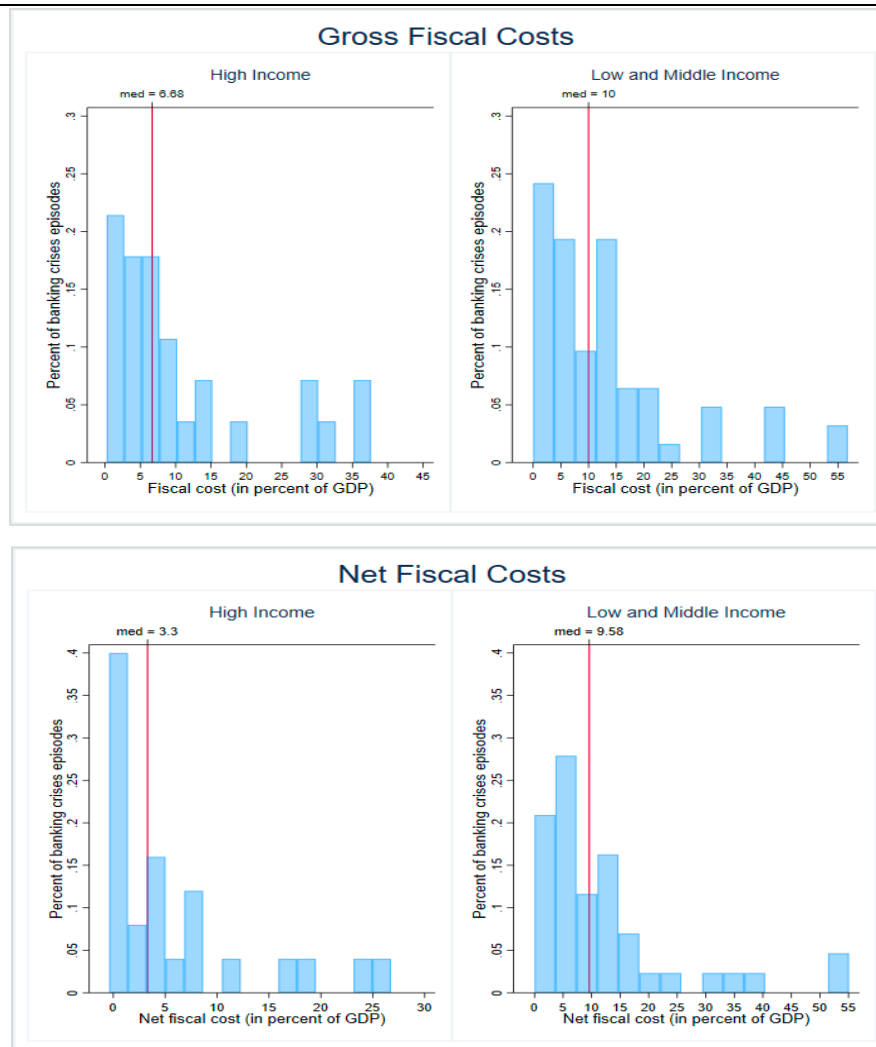 Gross Fiscal Costs
High Income
med = 6.68
Percent of banking crises episodes
.3
.25
.2
.15
.1
.05
0
0 5 10 15 20 25 30 35 40 45
Fiscal cost (in percent of GDP)
Low and Middle Income
med = 10
Percent of banking crises episodes
.3
.25
.2
.15
.1
.05
0
0 5 10 15 20 25 30 35 40 45 50 55
Fiscal cost (in percent of GDP)
Net Fiscal Costs
High Income
med = 3.3
Percent of banking crises episodes
.4
.35
.3
.25
.2
.15
.1
.05
0
0 5 10 15 20 25 30
Net fiscal cost (in percent of GDP)
Low and Middle Income
med = 9.58
Percent of banking crises episodes
.4
.35
.3
.25
.2
.15
.1
.05
0
0 5 10 15 20 25 30 35 40 45 50 55
Net fiscal cost (in percent of GDP)